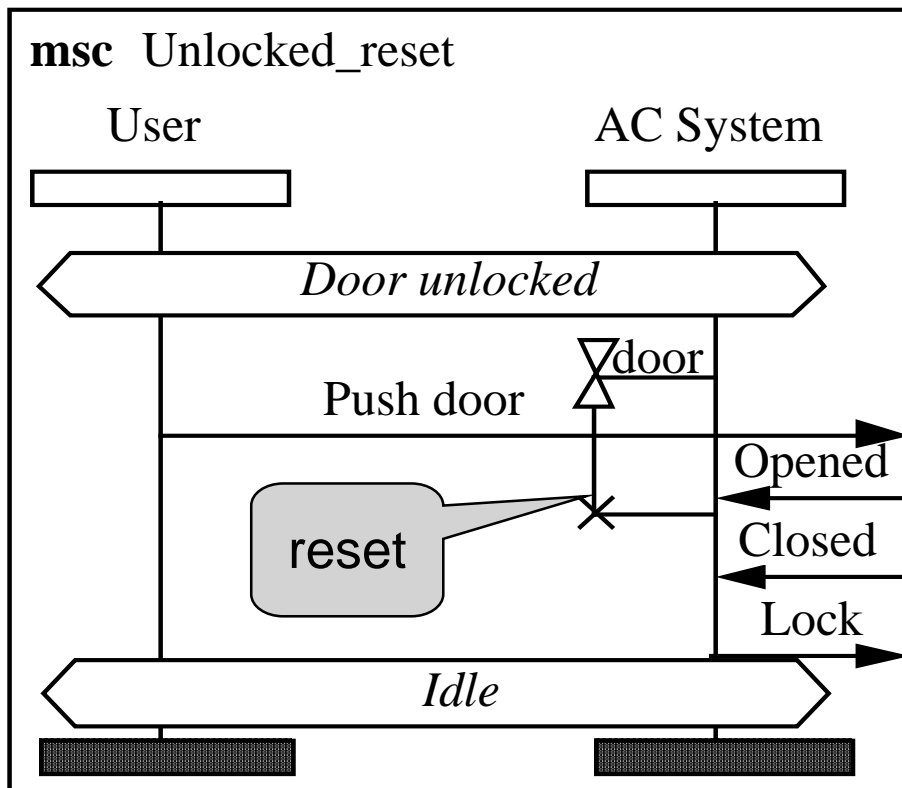 msc Unlocked_reset
User
AC System
Door unlocked
door
Push door
Opened
reset
Closed
Lock
Idle